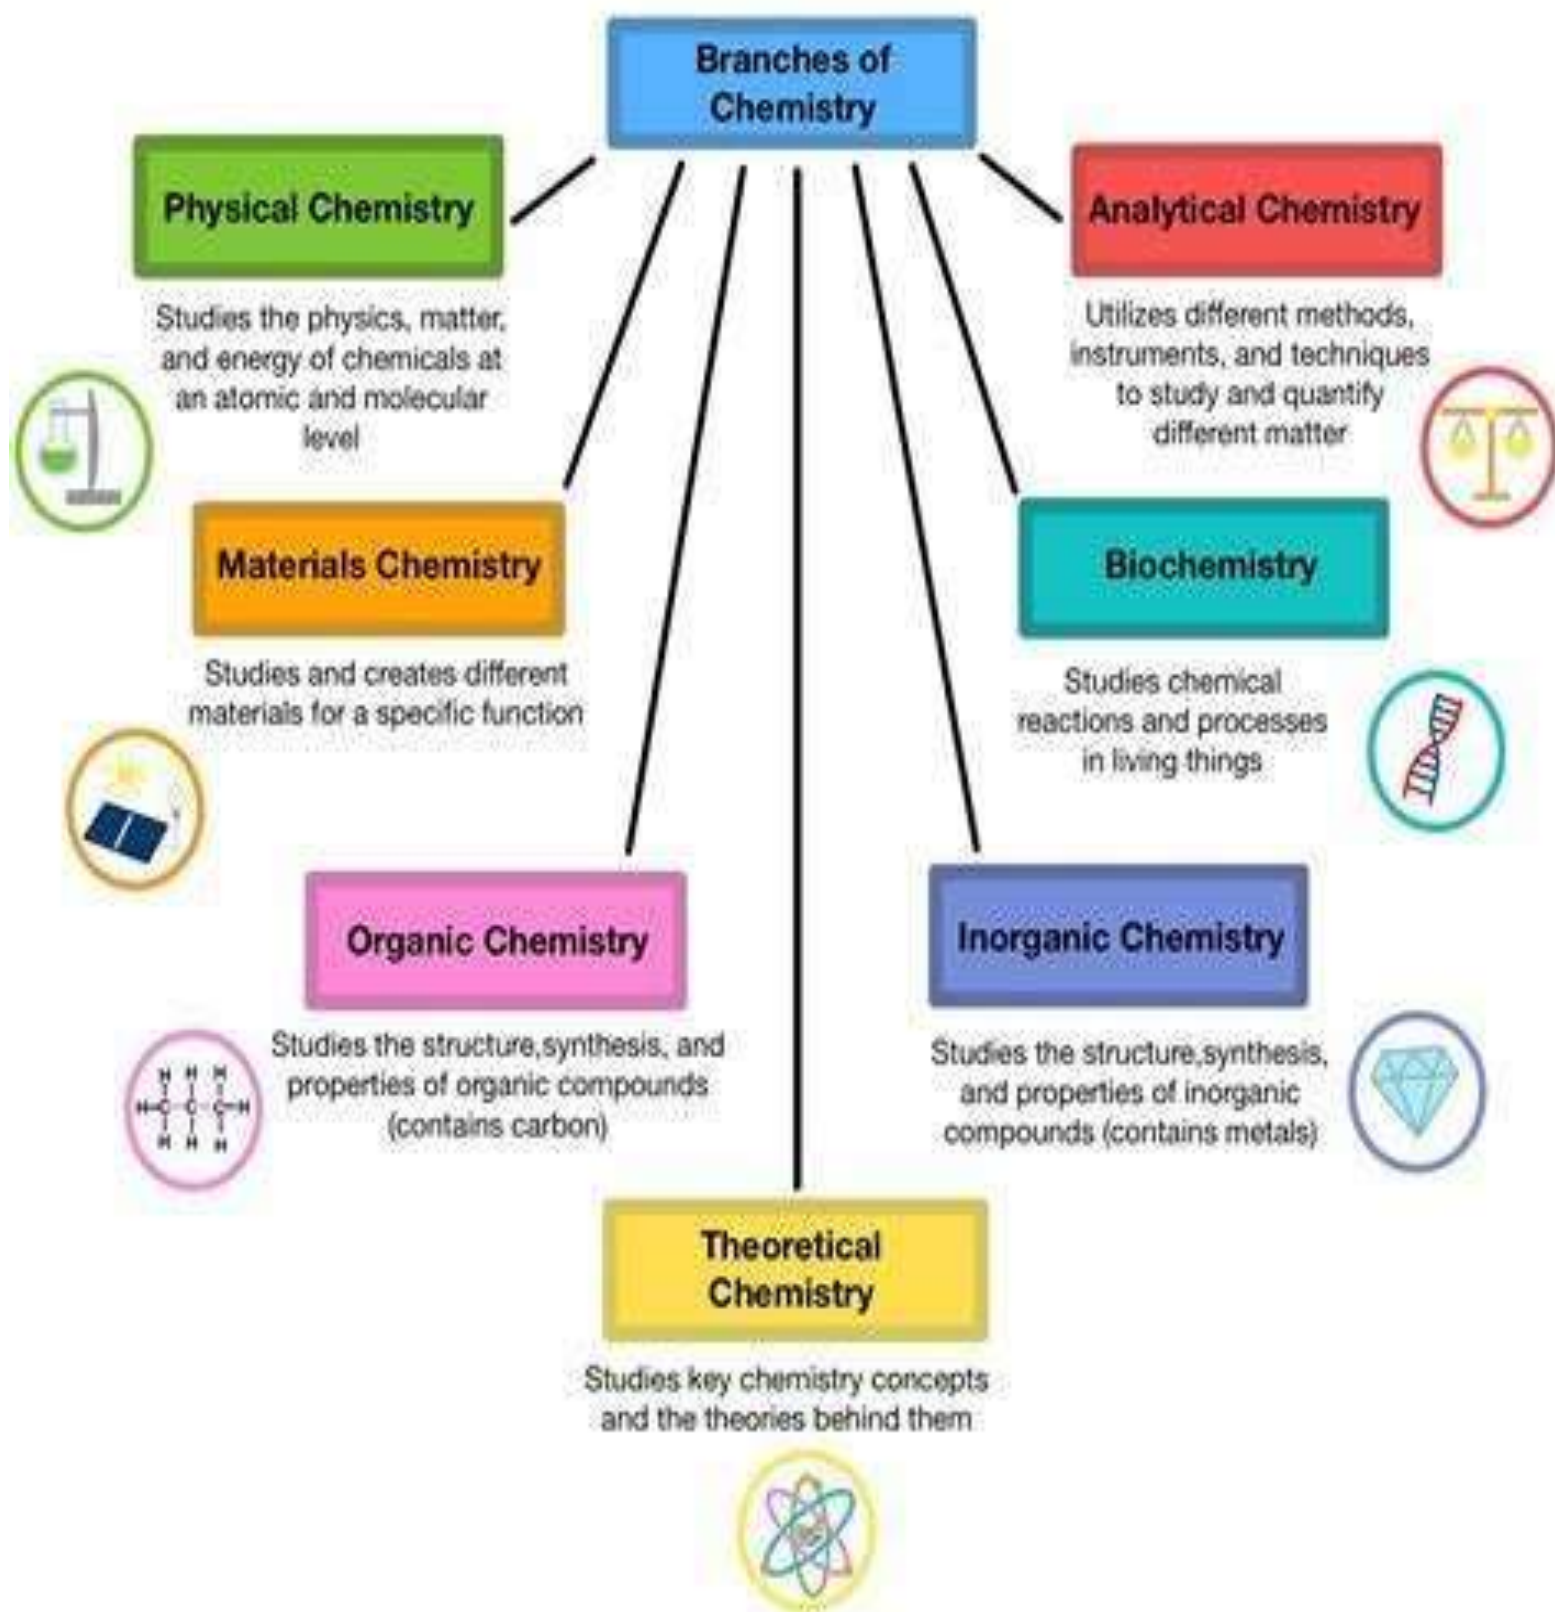 Branches of
Chemistry
Physical Chemistry
Studies the physics, matter,
and energy of chemicals at
an atomic and molecular
level
Analytical Chemistry
Utilizes different methods,
instruments, and techniques
to study and quantify
different matter
Materials Chemistry
Studies and creates different
materials for a specific function
Biochemistry
Studies chemical
reactions and processes
in living things
Organic Chemistry
Studies the structure,synthesis, and
properties of organic compounds
(contains carbon)
H H H
H-C-C-C-H
H H H
Inorganic Chemistry
Studies the structure,synthesis,
and properties of inorganic
compounds (contains metals)
Theoretical
Chemistry
Studies key chemistry concepts
and the theories behind them